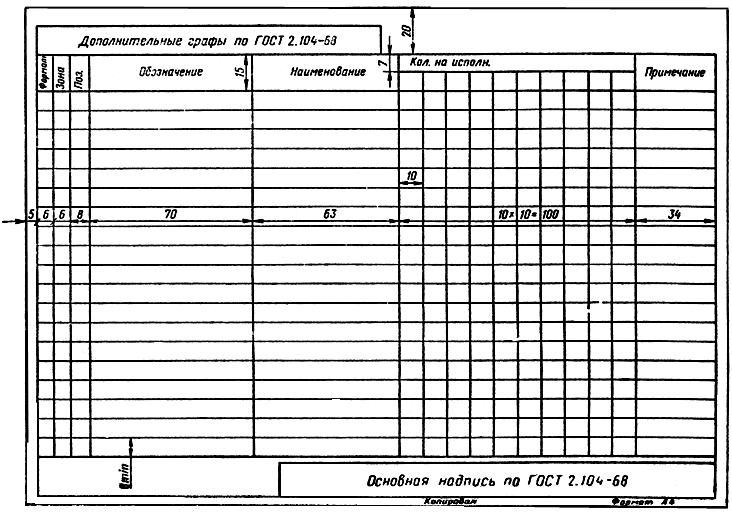 20
Дополнительные графы по ГОСТ 2.104-68
Формат
Зона
Поз.
Обозначение
15
Наименование
7
Кол. на исполн.
Примечание
10
5 6 6 8 70 63 10× 10= 100 34
8min
Основная надпись по ГОСТ 2.104-68
Копировал Формат А4